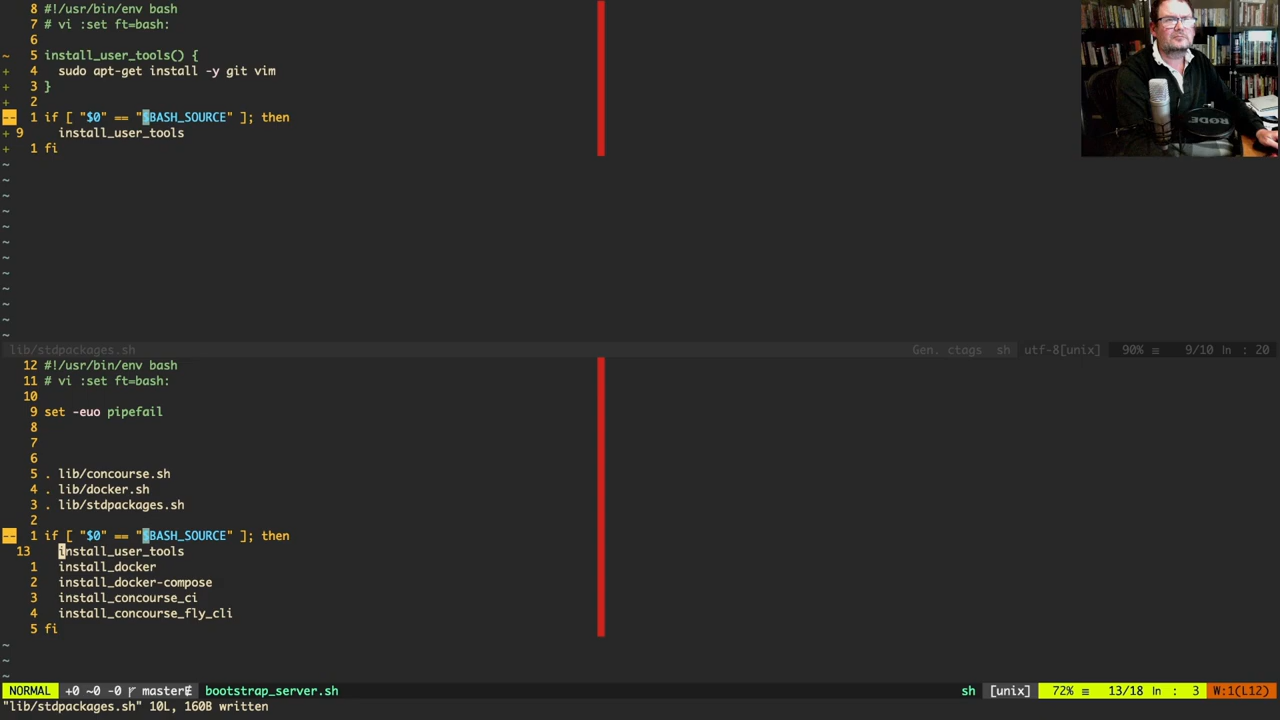 8 #!/usr/bin/env bash
7 # vi :set ft=bash:
6
~ 5 install_user_tools() {
+ 4 sudo apt-get install -y git vim
+ 3 }
+ 2
-- 1 if [ "$0" == "$BASH_SOURCE" ]; then
+ 9 install_user_tools
+ 1 fi
~
~
~
~
~
~
~
~
~
~
~
~
lib/stdpackages.sh Gen. ctags sh utf-8[unix] 90% ≡ 9/10 ln : 20
12 #!/usr/bin/env bash
11 # vi :set ft=bash:
10
9 set -euo pipefail
8
7
6
5 . lib/concourse.sh
4 . lib/docker.sh
3 . lib/stdpackages.sh
2
-- 1 if [ "$0" == "$BASH_SOURCE" ]; then
13 install_user_tools
1 install_docker
2 install_docker-compose
3 install_concourse_ci
4 install_concourse_fly_cli
5 fi
~
~
~
NORMAL +0 ~0 -0 master bootstrap_server.sh sh [unix] 72% ≡ 13/18 ln : 3 W:1(L12)
"lib/stdpackages.sh" 10L, 160B written
RODE